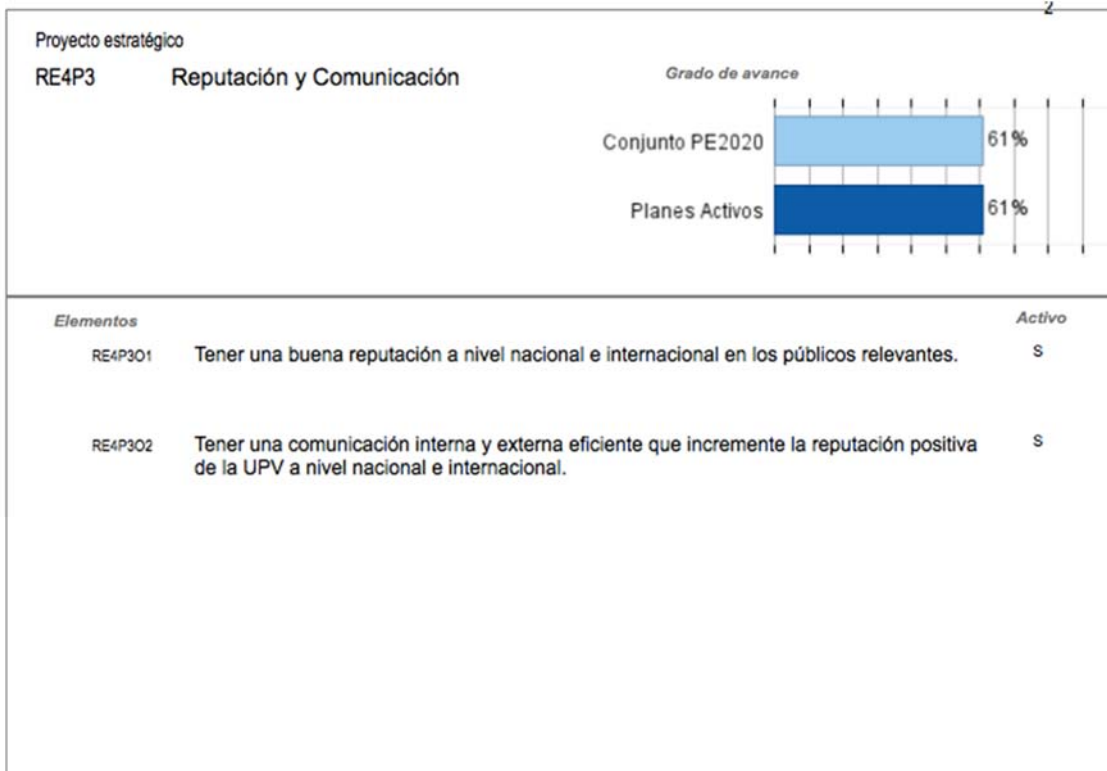 2
Proyecto estratégico
RE4P3 Reputación y Comunicación
Grado de avance
Conjunto PE2020 61%
Planes Activos 61%
Elementos Activo
RE4P3O1 Tener una buena reputación a nivel nacional e internacional en los públicos relevantes. S
RE4P3O2 Tener una comunicación interna y externa eficiente que incremente la reputación positiva S
de la UPV a nivel nacional e internacional.